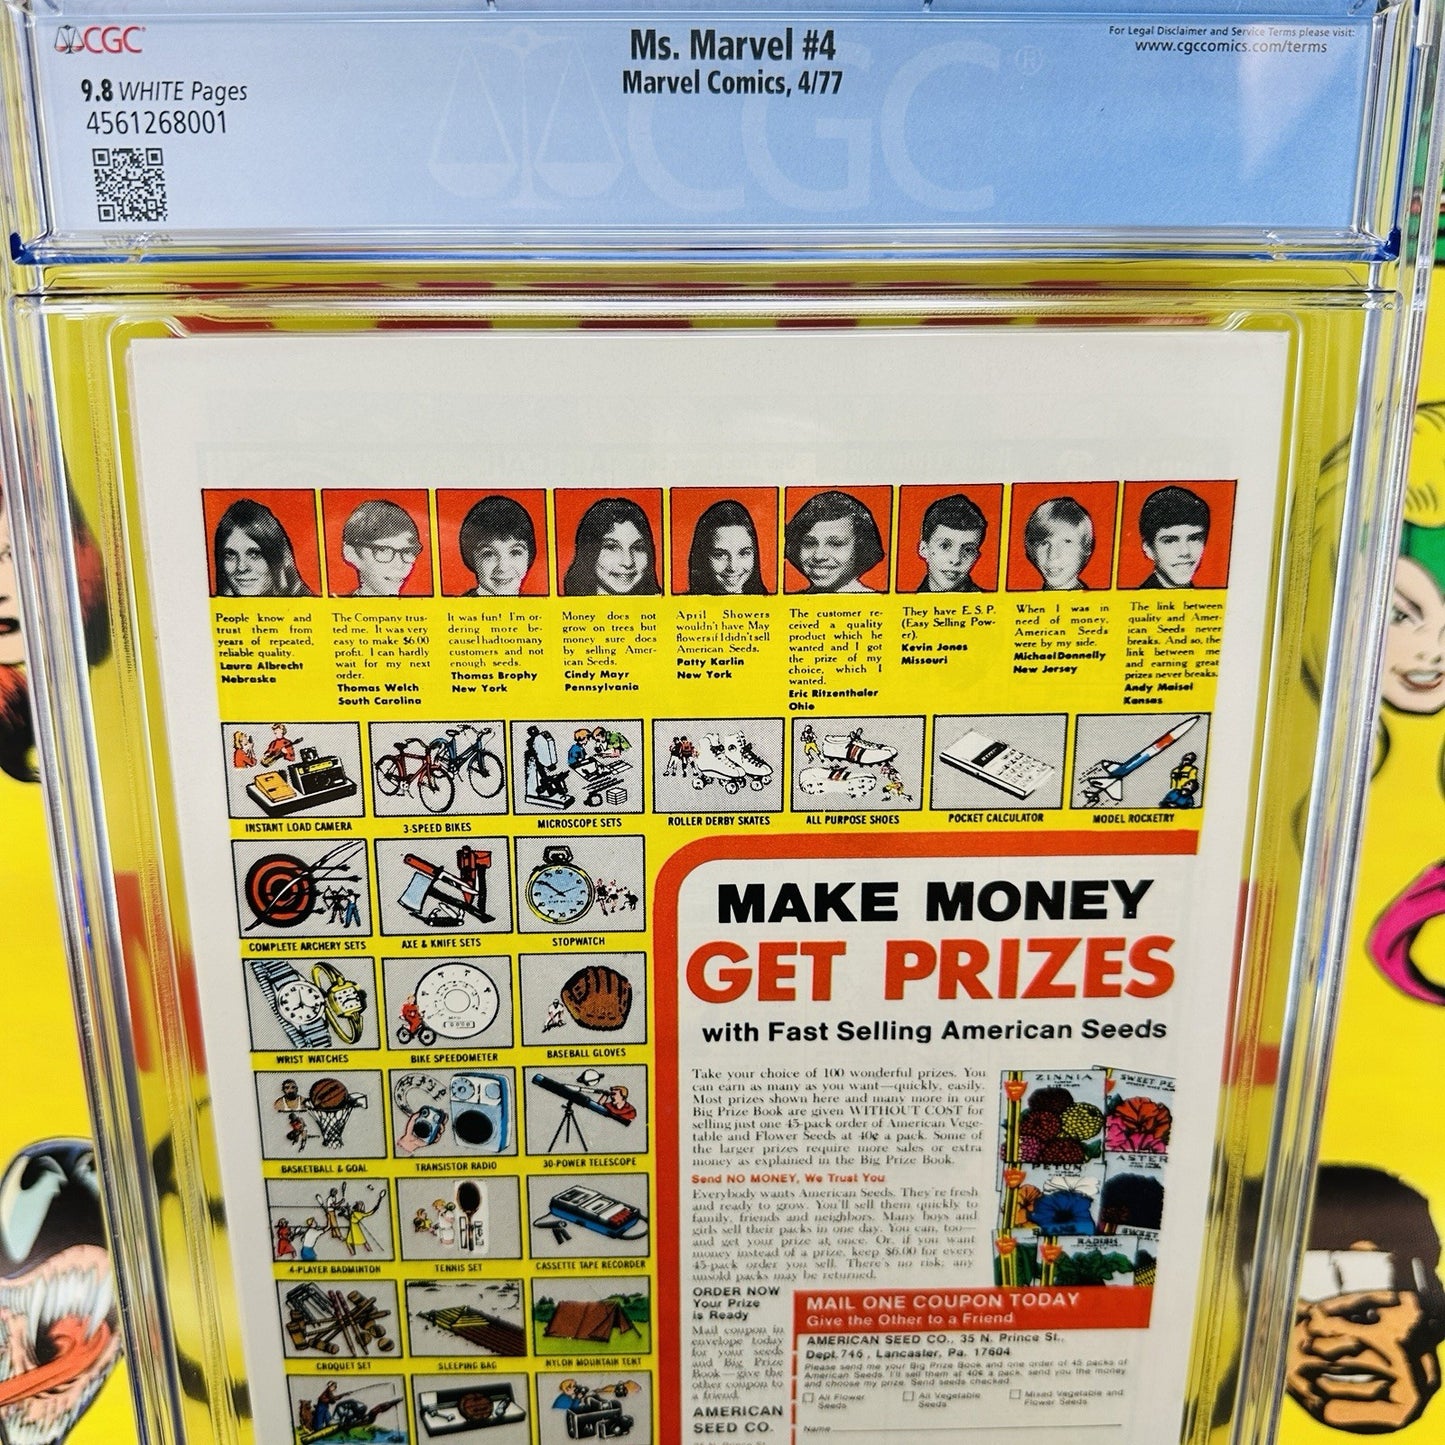 CGC
9.8 WHITE Pages
4561268001
Ms. Marvel #4
Marvel Comics, 4/77
For Legal Disclaimer and Service Terms please visit:
www.cgccomics.com/terms
CGC
People know and
trust them from
years of repeated,
reliable quality.
Laura Albrecht
Nebraska
The Company trus-
ted me. It was very
easy to make $6.00
profit. I can hardly
wait for my next
order.
Thomas Welch
South Carolina
It was fun! I'm or-
dering more be-
cause I had too many
customers and not
enough seeds.
Thomas Brophy
New York
Money does not
grow on trees but
money sure does
by selling Amer-
ican Seeds.
Cindy Mayr
Pennsylvania
April Showers
wouldn't have May
flowers if I didn't sell
American Seeds.
Patty Karlin
New York
The customer re-
ceived a quality
product which he
wanted and I got
the prize of my
choice, which I
wanted.
Eric Ritzenthaler
Ohio
They have E.S.P.
(Easy Selling Pow-
er).
Kevin Jones
Missouri
When I was in
need of money,
American Seeds
were by my side.
Michael Donnelly
New Jersey
The link between
quality and Amer-
ican Seeds never
breaks. And so, the
link between me
and earning great
prizes never breaks.
Andy Maisel
Kansas
INSTANT LOAD CAMERA
3-SPEED BIKES
MICROSCOPE SETS
ROLLER DERBY SKATES
ALL PURPOSE SHOES
POCKET CALCULATOR
MODEL ROCKETRY
COMPLETE ARCHERY SETS
AXE & KNIFE SETS
STOPWATCH
WRIST WATCHES
BIKE SPEEDOMETER
BASEBALL GLOVES
BASKETBALL & GOAL
TRANSISTOR RADIO
30-POWER TELESCOPE
4-PLAYER BADMINTON
TENNIS SET
CASSETTE TAPE RECORDER
CROQUET SET
SLEEPING BAG
NYLON MOUNTAIN TENT
MAKE MONEY
GET PRIZES
with Fast Selling American Seeds
Take your choice of 100 wonderful prizes. You
can earn as many as you want—quickly, easily.
Most prizes shown here and many more in our
Big Prize Book are given WITHOUT COST for
selling just one 45-pack order of American Vege-
table and Flower Seeds at 40¢ a pack. Some of
the larger prizes require more sales or extra
money as explained in the Big Prize Book.
Send NO MONEY, We Trust You
Everybody wants American Seeds. They're fresh
and ready to grow. You'll sell them quickly to
family, friends and neighbors. Many boys and
girls sell their packs in one day. You can, too—
and get your prize at once. Or, if you want
money instead of a prize, keep $6.00 for every
45-pack order you sell. There's no risk; any
unsold packs may be returned.
ZINNIA
SWEET PE
PETUN
ASTER
SWEET
RADISH
ORDER NOW
Your Prize
is Ready
Mail coupon in
envelope today
for your seeds
and Big Prize
Book—give the
other coupon to
a friend.
AMERICAN
SEED CO.
MAIL ONE COUPON TODAY
Give the Other to a Friend
AMERICAN SEED CO., 35 N. Prince St.,
Dept. 746, Lancaster, Pa. 17604
Please send me your Big Prize Book and one order of 45 packs of
American Seeds. I'll sell them at 40¢ a pack, send you the money
and choose my prize. Send seeds checked.
All Flower
Seeds
All Vegetable
Seeds
Mixed Vegetable and
Flower Seeds
Name